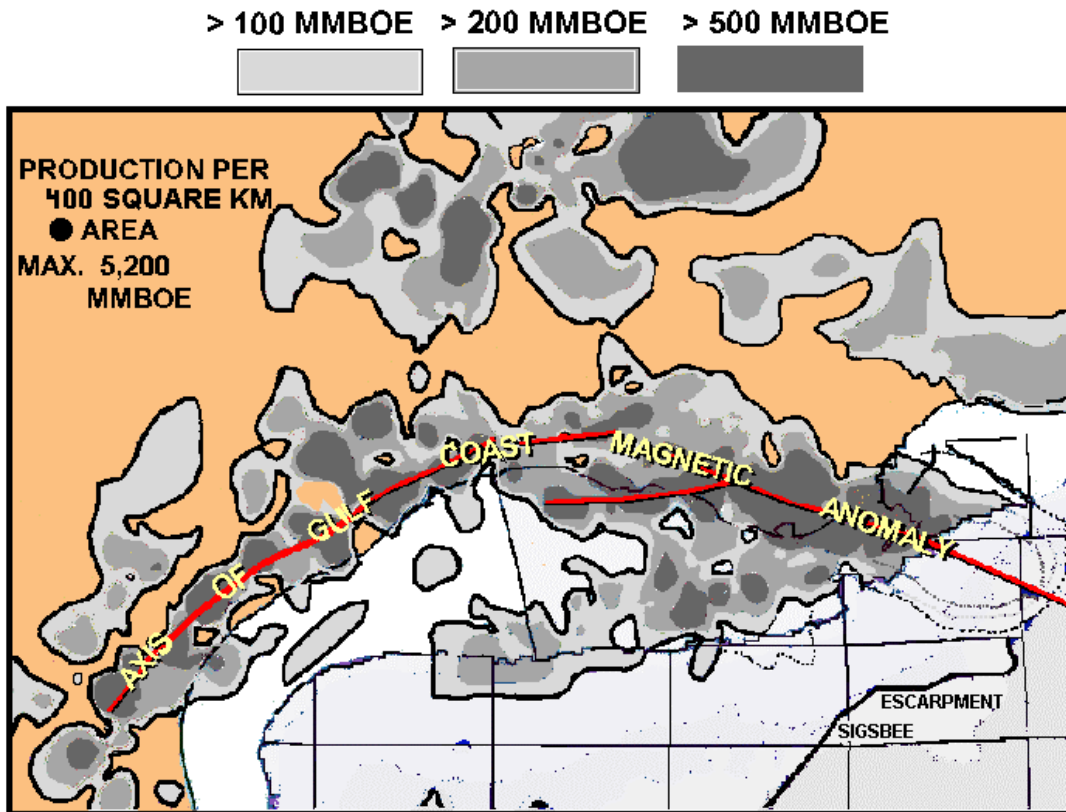 > 100 MMBOE > 200 MMBOE > 500 MMBOE
PRODUCTION PER
400 SQUARE KM
AREA
MAX. 5,200
MMBOE
AXIS OF GULF COAST MAGNETIC ANOMALY
ESCARPMENT
SIGSBEE